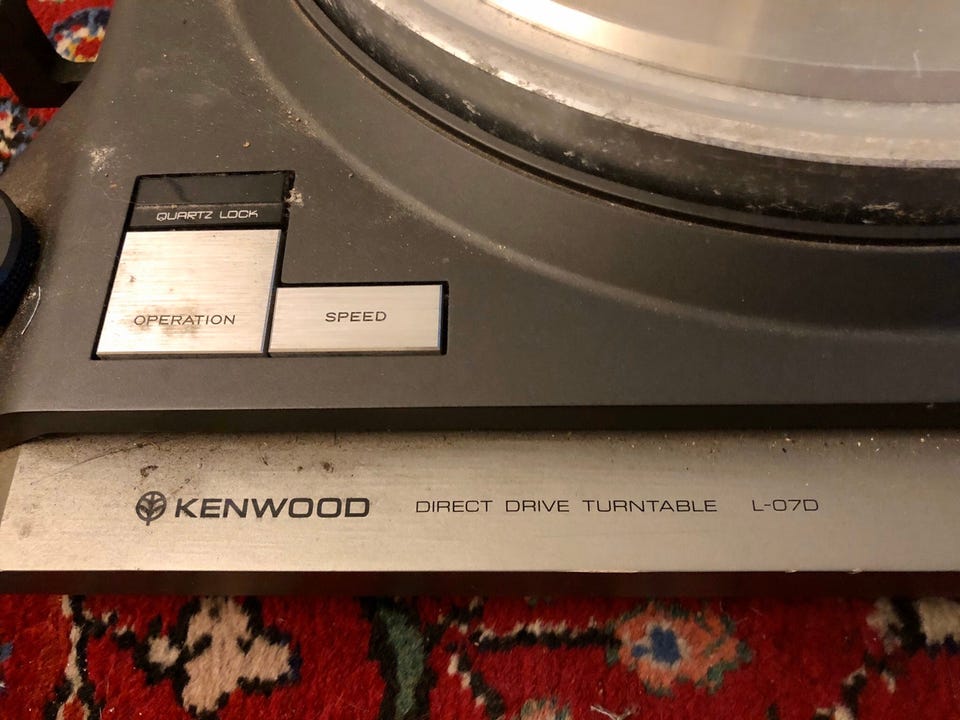 QUARTZ LOCK
OPERATION
SPEED
KENWOOD DIRECT DRIVE TURNTABLE L-07D